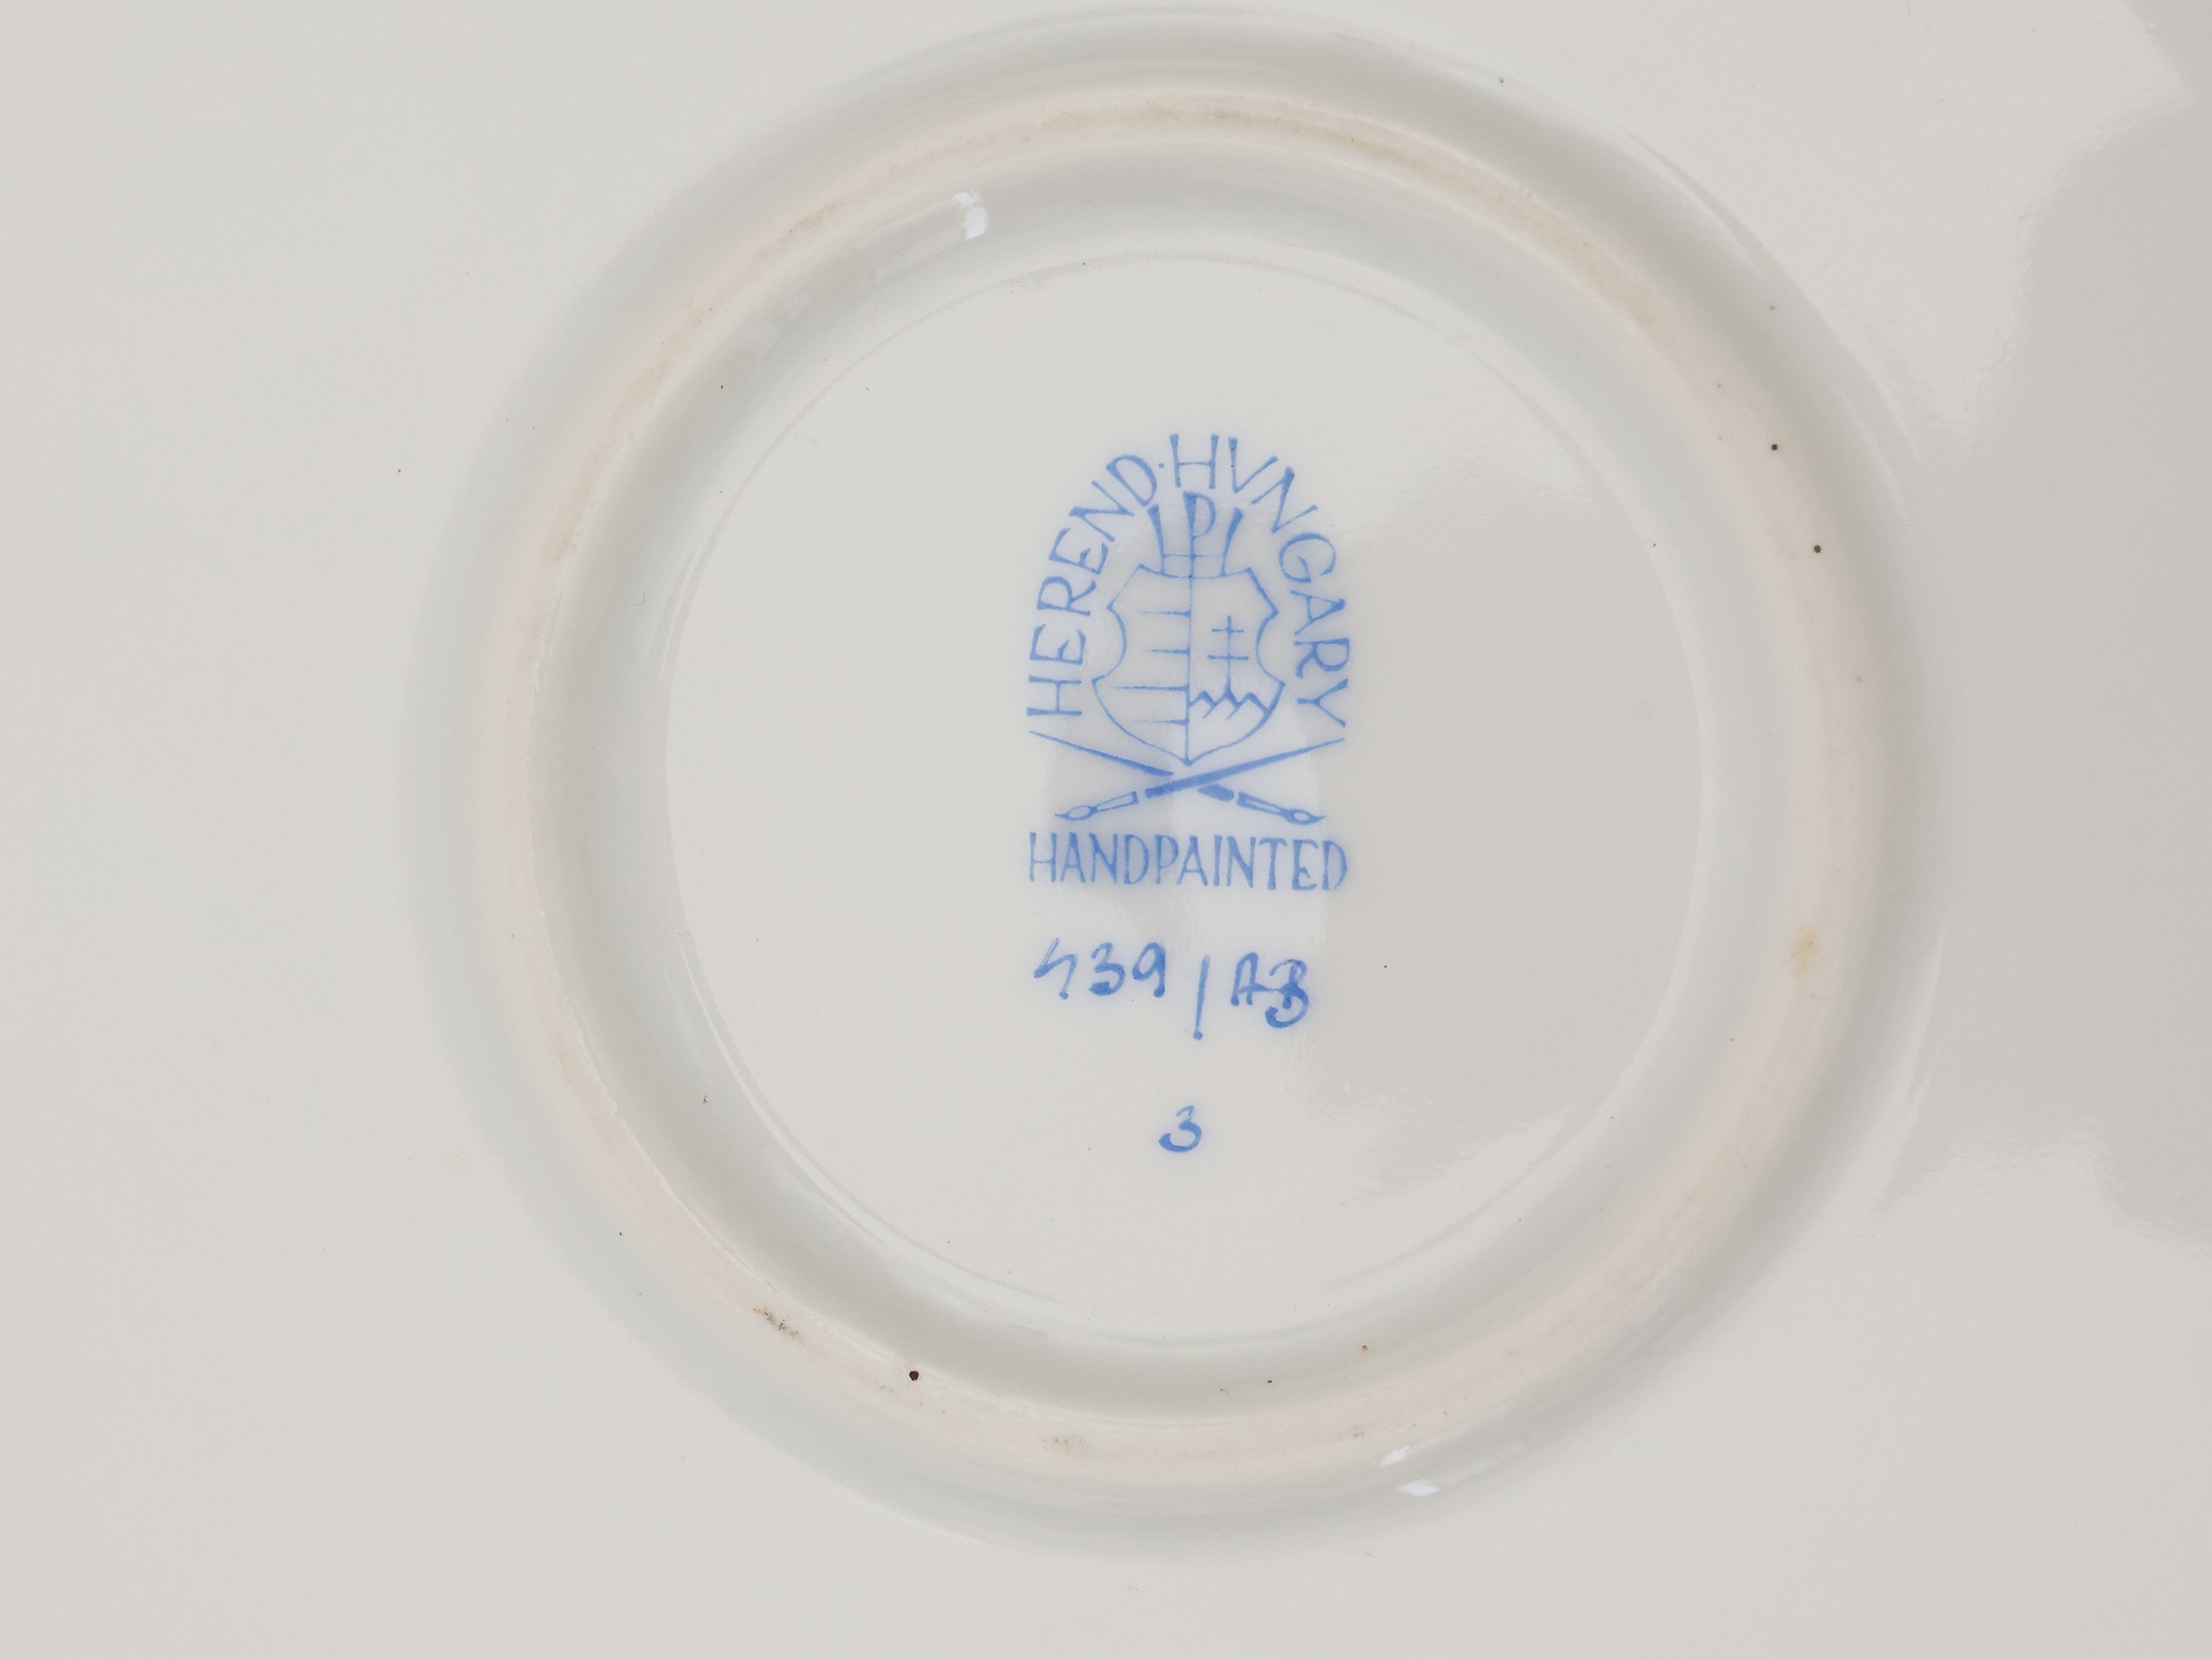 HEREND·HVNGARY
HANDPAINTED
439/AB
3